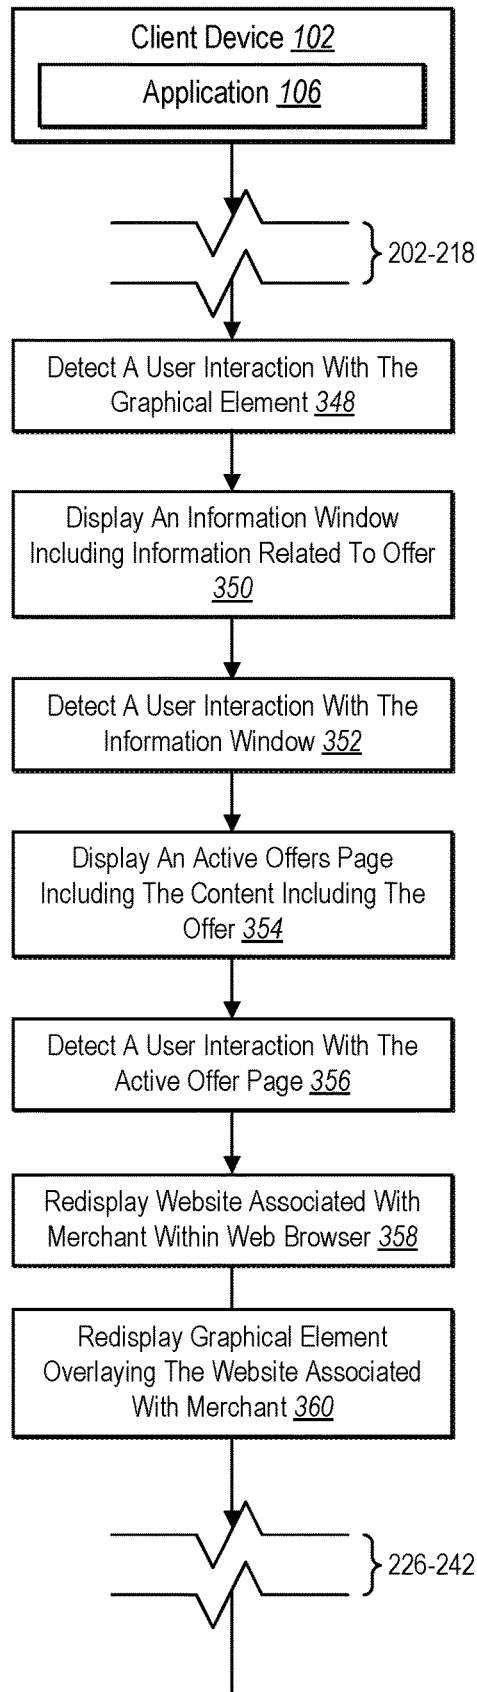 Client Device 102
Application 106
202-218
Detect A User Interaction With The
Graphical Element 348
Display An Information Window
Including Information Related To Offer
350
Detect A User Interaction With The
Information Window 352
Display An Active Offers Page
Including The Content Including The
Offer 354
Detect A User Interaction With The
Active Offer Page 356
Redisplay Website Associated With
Merchant Within Web Browser 358
Redisplay Graphical Element
Overlaying The Website Associated
With Merchant 360
226-242